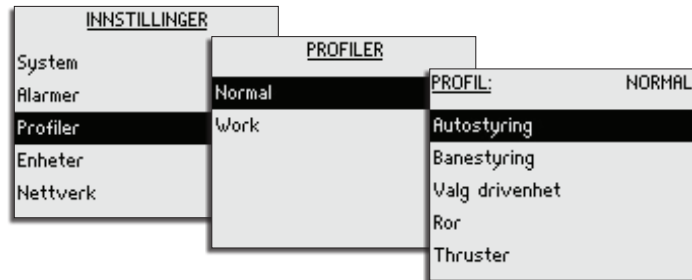 INNSTILLINGER
System
Alarmer
Profiler
Enheter
Nettverk
PROFILER
Normal
Work
PROFIL: NORMAL
Autostyring
Banestyring
Valg drivenhet
Ror
Thruster